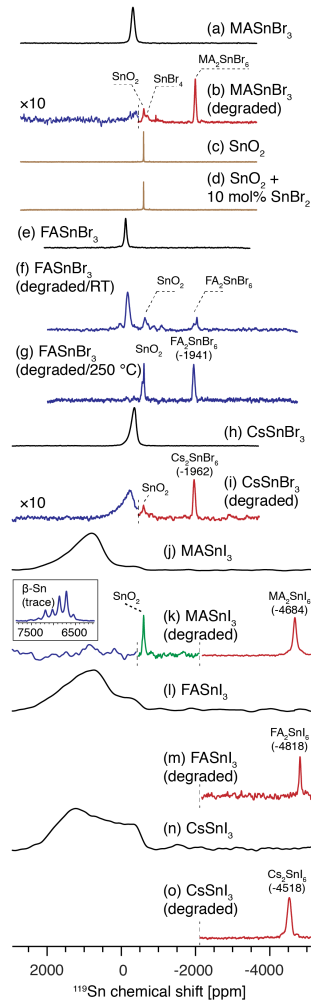 (a) MASnBr3
SnO2
SnBr4
MA2SnBr6
×10
(b) MASnBr3
(degraded)
(c) SnO2
(d) SnO2 +
10 mol% SnBr2
(e) FASnBr3
(f) FASnBr3
(degraded/RT)
SnO2
FA2SnBr6
(g) FASnBr3
(degraded/250 °C)
SnO2
FA2SnBr6
(-1941)
(h) CsSnBr3
Cs2SnBr6
(-1962)
×10
SnO2
(i) CsSnBr3
(degraded)
(j) MASnI3
β-Sn
(trace)
7500 6500
SnO2
(k) MASnI3
(degraded)
MA2SnI6
(-4684)
(l) FASnI3
(m) FASnI3
(degraded)
FA2SnI6
(-4818)
(n) CsSnI3
(o) CsSnI3
(degraded)
Cs2SnI6
(-4518)
2000 0 -2000 -4000
119Sn chemical shift [ppm]